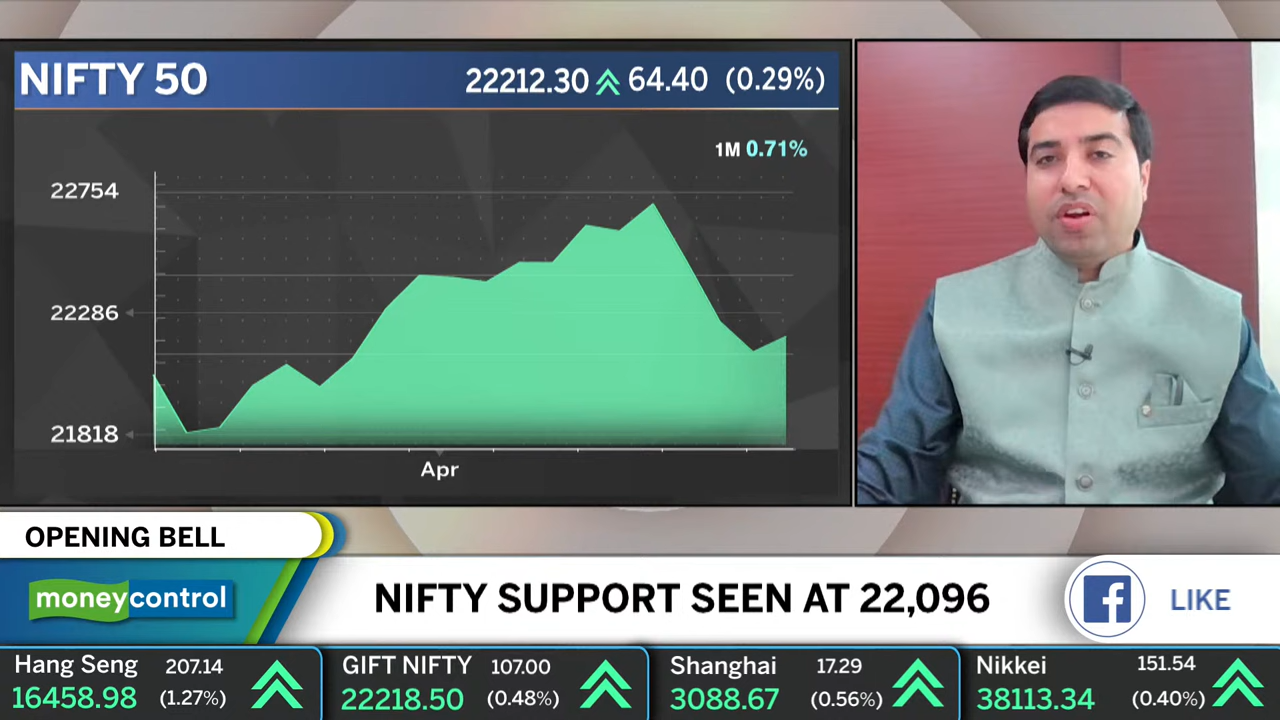 NIFTY 50
22212.30 64.40 (0.29%)
1M 0.71%
22754
22286
21818
Apr
OPENING BELL
moneycontrol
NIFTY SUPPORT SEEN AT 22,096
f LIKE
Hang Seng 207.14
16458.98 (1.27%)
GIFT NIFTY 107.00
22218.50 (0.48%)
Shanghai 17.29
3088.67 (0.56%)
Nikkei 151.54
38113.34 (0.40%)